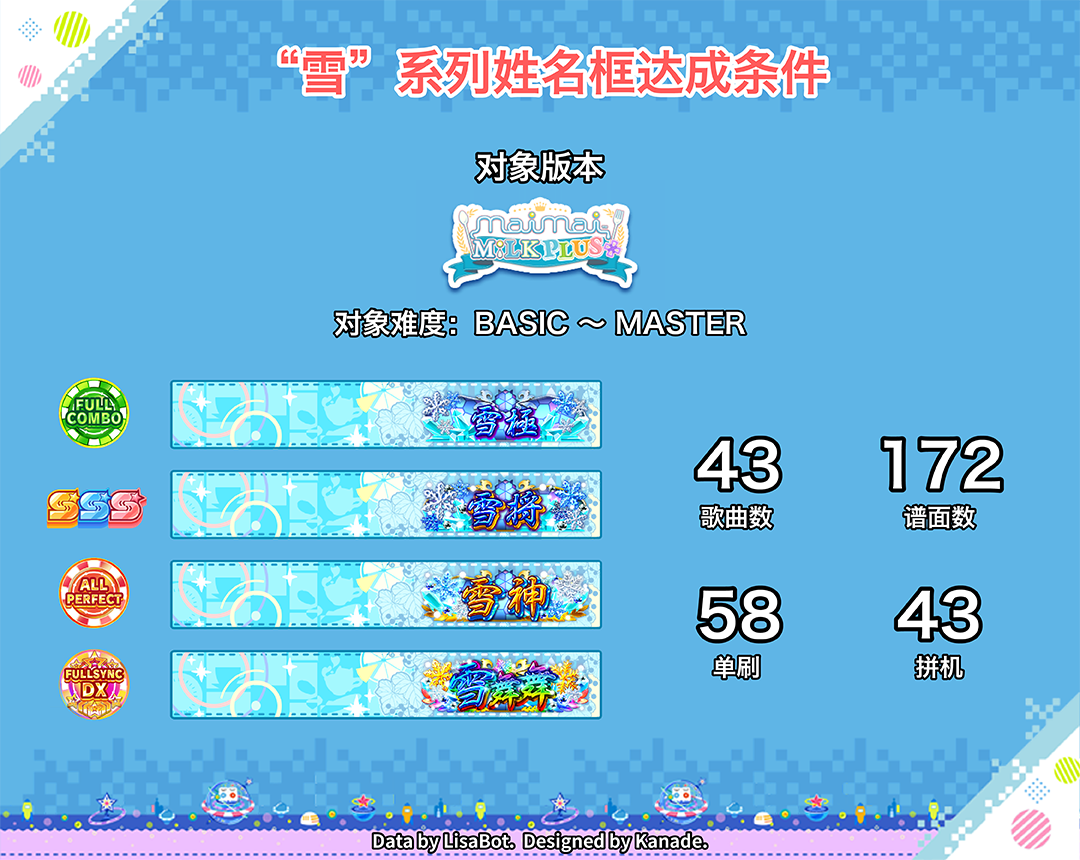 “雪”系列姓名框达成条件
对象版本
maimai
MiLK PLUS
对象难度：BASIC ～ MASTER
FULL
COMBO
雪極
SSS
雪将
ALL
PERFECT
雪神
FULLSYNC
DX
雪舞舞
43
歌曲数
172
谱面数
58
单刷
43
拼机
Data by LisaBot. Designed by Kanade.